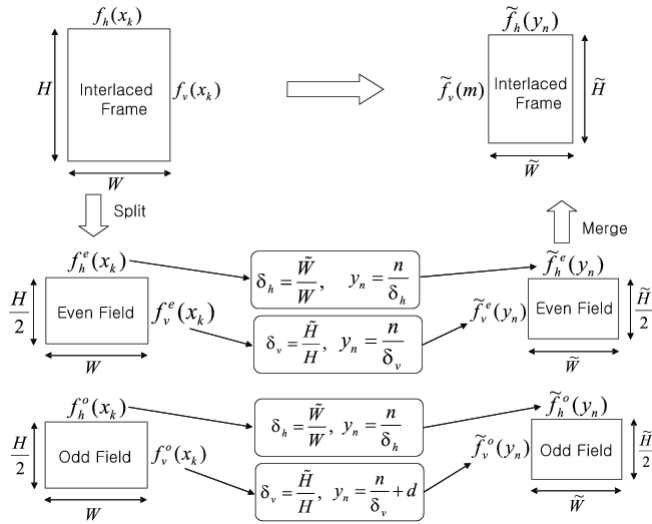 f_h(x_k)
H
Interlaced
Frame
f_v(x_k)
W
f̃_h(y_n)
f̃_v(m)
Interlaced
Frame
H̃
W̃
Split
Merge
f_h^e(x_k)
H/2
Even Field
f_v^e(x_k)
W
δ_h = W̃/W, y_n = n/δ_h
δ_v = H̃/H, y_n = n/δ_v
f̃_h^e(y_n)
f̃_v^e(y_n)
Even Field
H̃/2
W̃
f_h^o(x_k)
H/2
Odd Field
f_v^o(x_k)
W
δ_h = W̃/W, y_n = n/δ_h
δ_v = H̃/H, y_n = n/δ_v + d
f̃_h^o(y_n)
f̃_v^o(y_n)
Odd Field
H̃/2
W̃